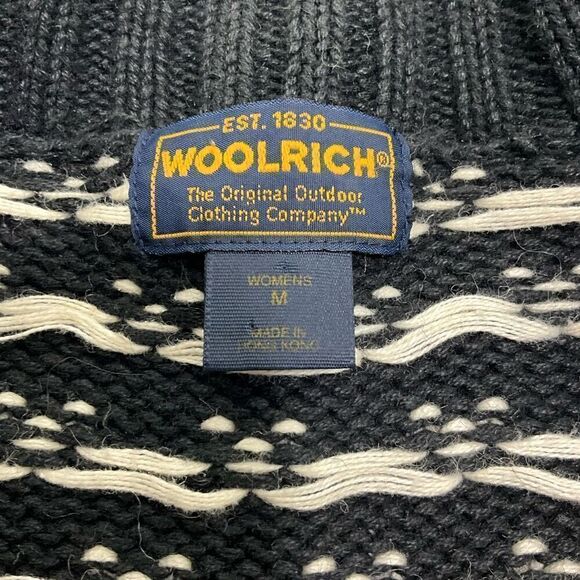 EST. 1830
WOOLRICH®
The Original Outdoor
Clothing Company™
WOMENS
M
MADE IN
HONG KONG